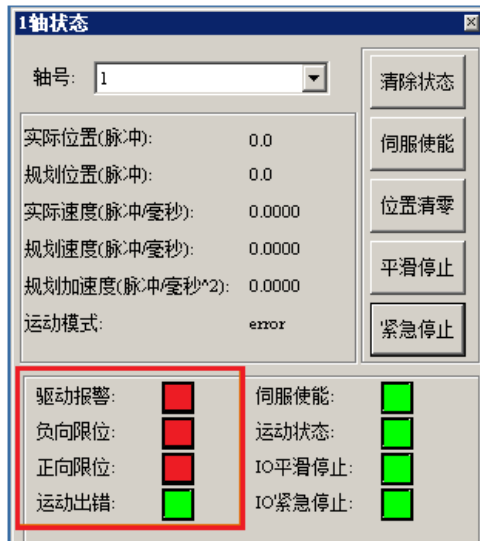 1轴状态
轴号: 1
清除状态
伺服使能
位置清零
平滑停止
紧急停止
实际位置(脉冲): 0.0
规划位置(脉冲): 0.0
实际速度(脉冲/毫秒): 0.0000
规划速度(脉冲/毫秒): 0.0000
规划加速度(脉冲/毫秒^2): 0.0000
运动模式: error
驱动报警: 伺服使能:
负向限位: 运动状态:
正向限位: IO平滑停止:
运动出错: IO紧急停止: